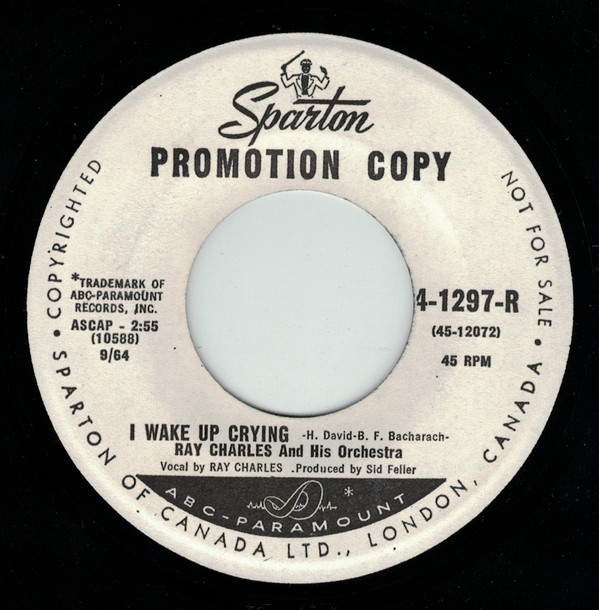 Sparton
PROMOTION COPY
*TRADEMARK OF
ABC-PARAMOUNT
RECORDS, INC.
ASCAP - 2:55
(10588)
9/64
4-1297-R
(45-12072)
45 RPM
I WAKE UP CRYING -H. David-B. F. Bacharach-
RAY CHARLES And His Orchestra
Vocal by RAY CHARLES .Produced by Sid Feller
ABC-PARAMOUNT *
• COPYRIGHTED
NOT FOR SALE •
SPARTON OF CANADA LTD., LONDON, CANADA